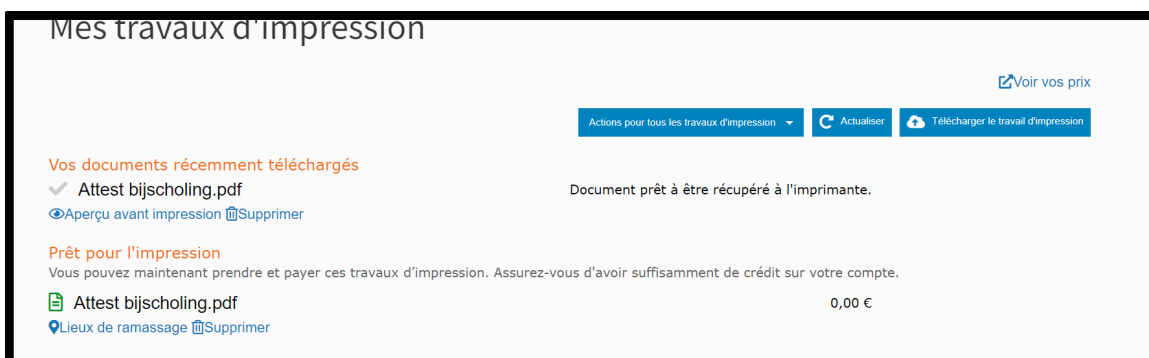 Mes travaux d'impression
Voir vos prix
Actions pour tous les travaux d'impression
Actualiser
Télécharger le travail d'impression
Vos documents récemment téléchargés
Attest bijscholing.pdf
Document prêt à être récupéré à l'imprimante.
Aperçu avant impression Supprimer
Prêt pour l'impression
Vous pouvez maintenant prendre et payer ces travaux d’impression. Assurez-vous d'avoir suffisamment de crédit sur votre compte.
Attest bijscholing.pdf
0,00 €
Lieux de ramassage Supprimer